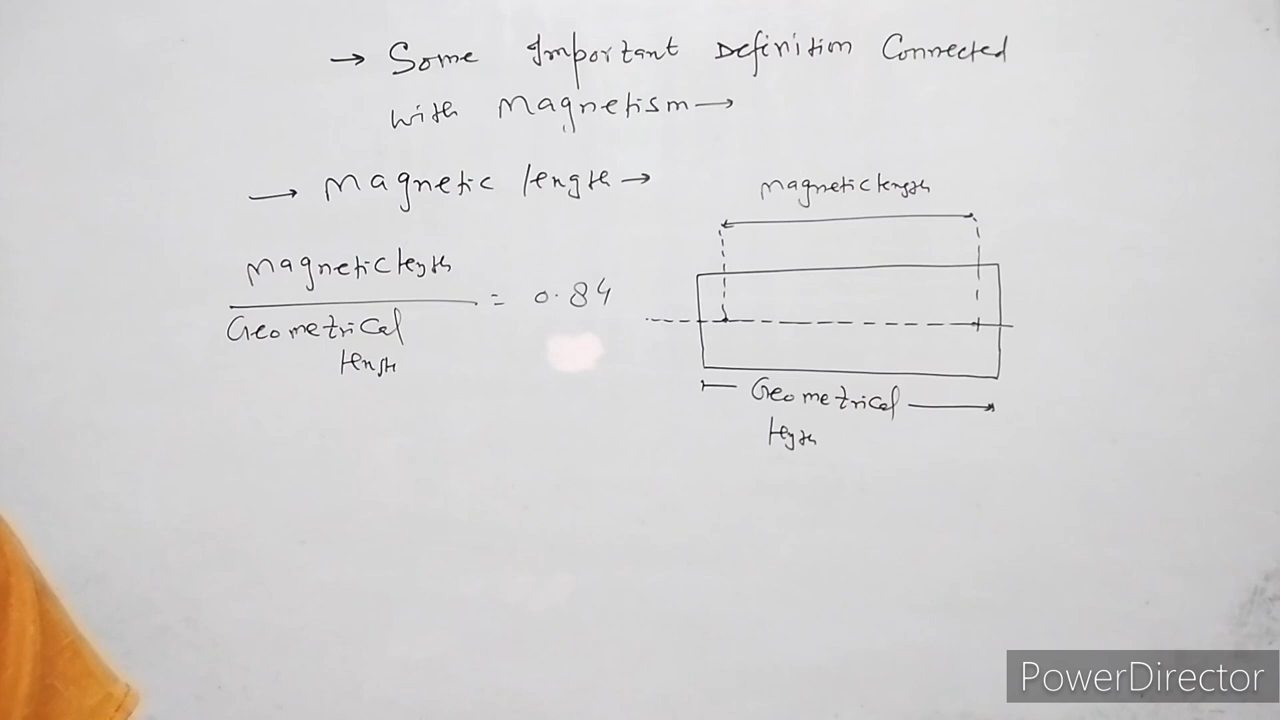 → Some Important Definition Connected
with Magnetism →
→ Magnetic length →
Magnetic length
Geometrical
length
= 0.84
Magnetic length
Geometrical
length
PowerDirector